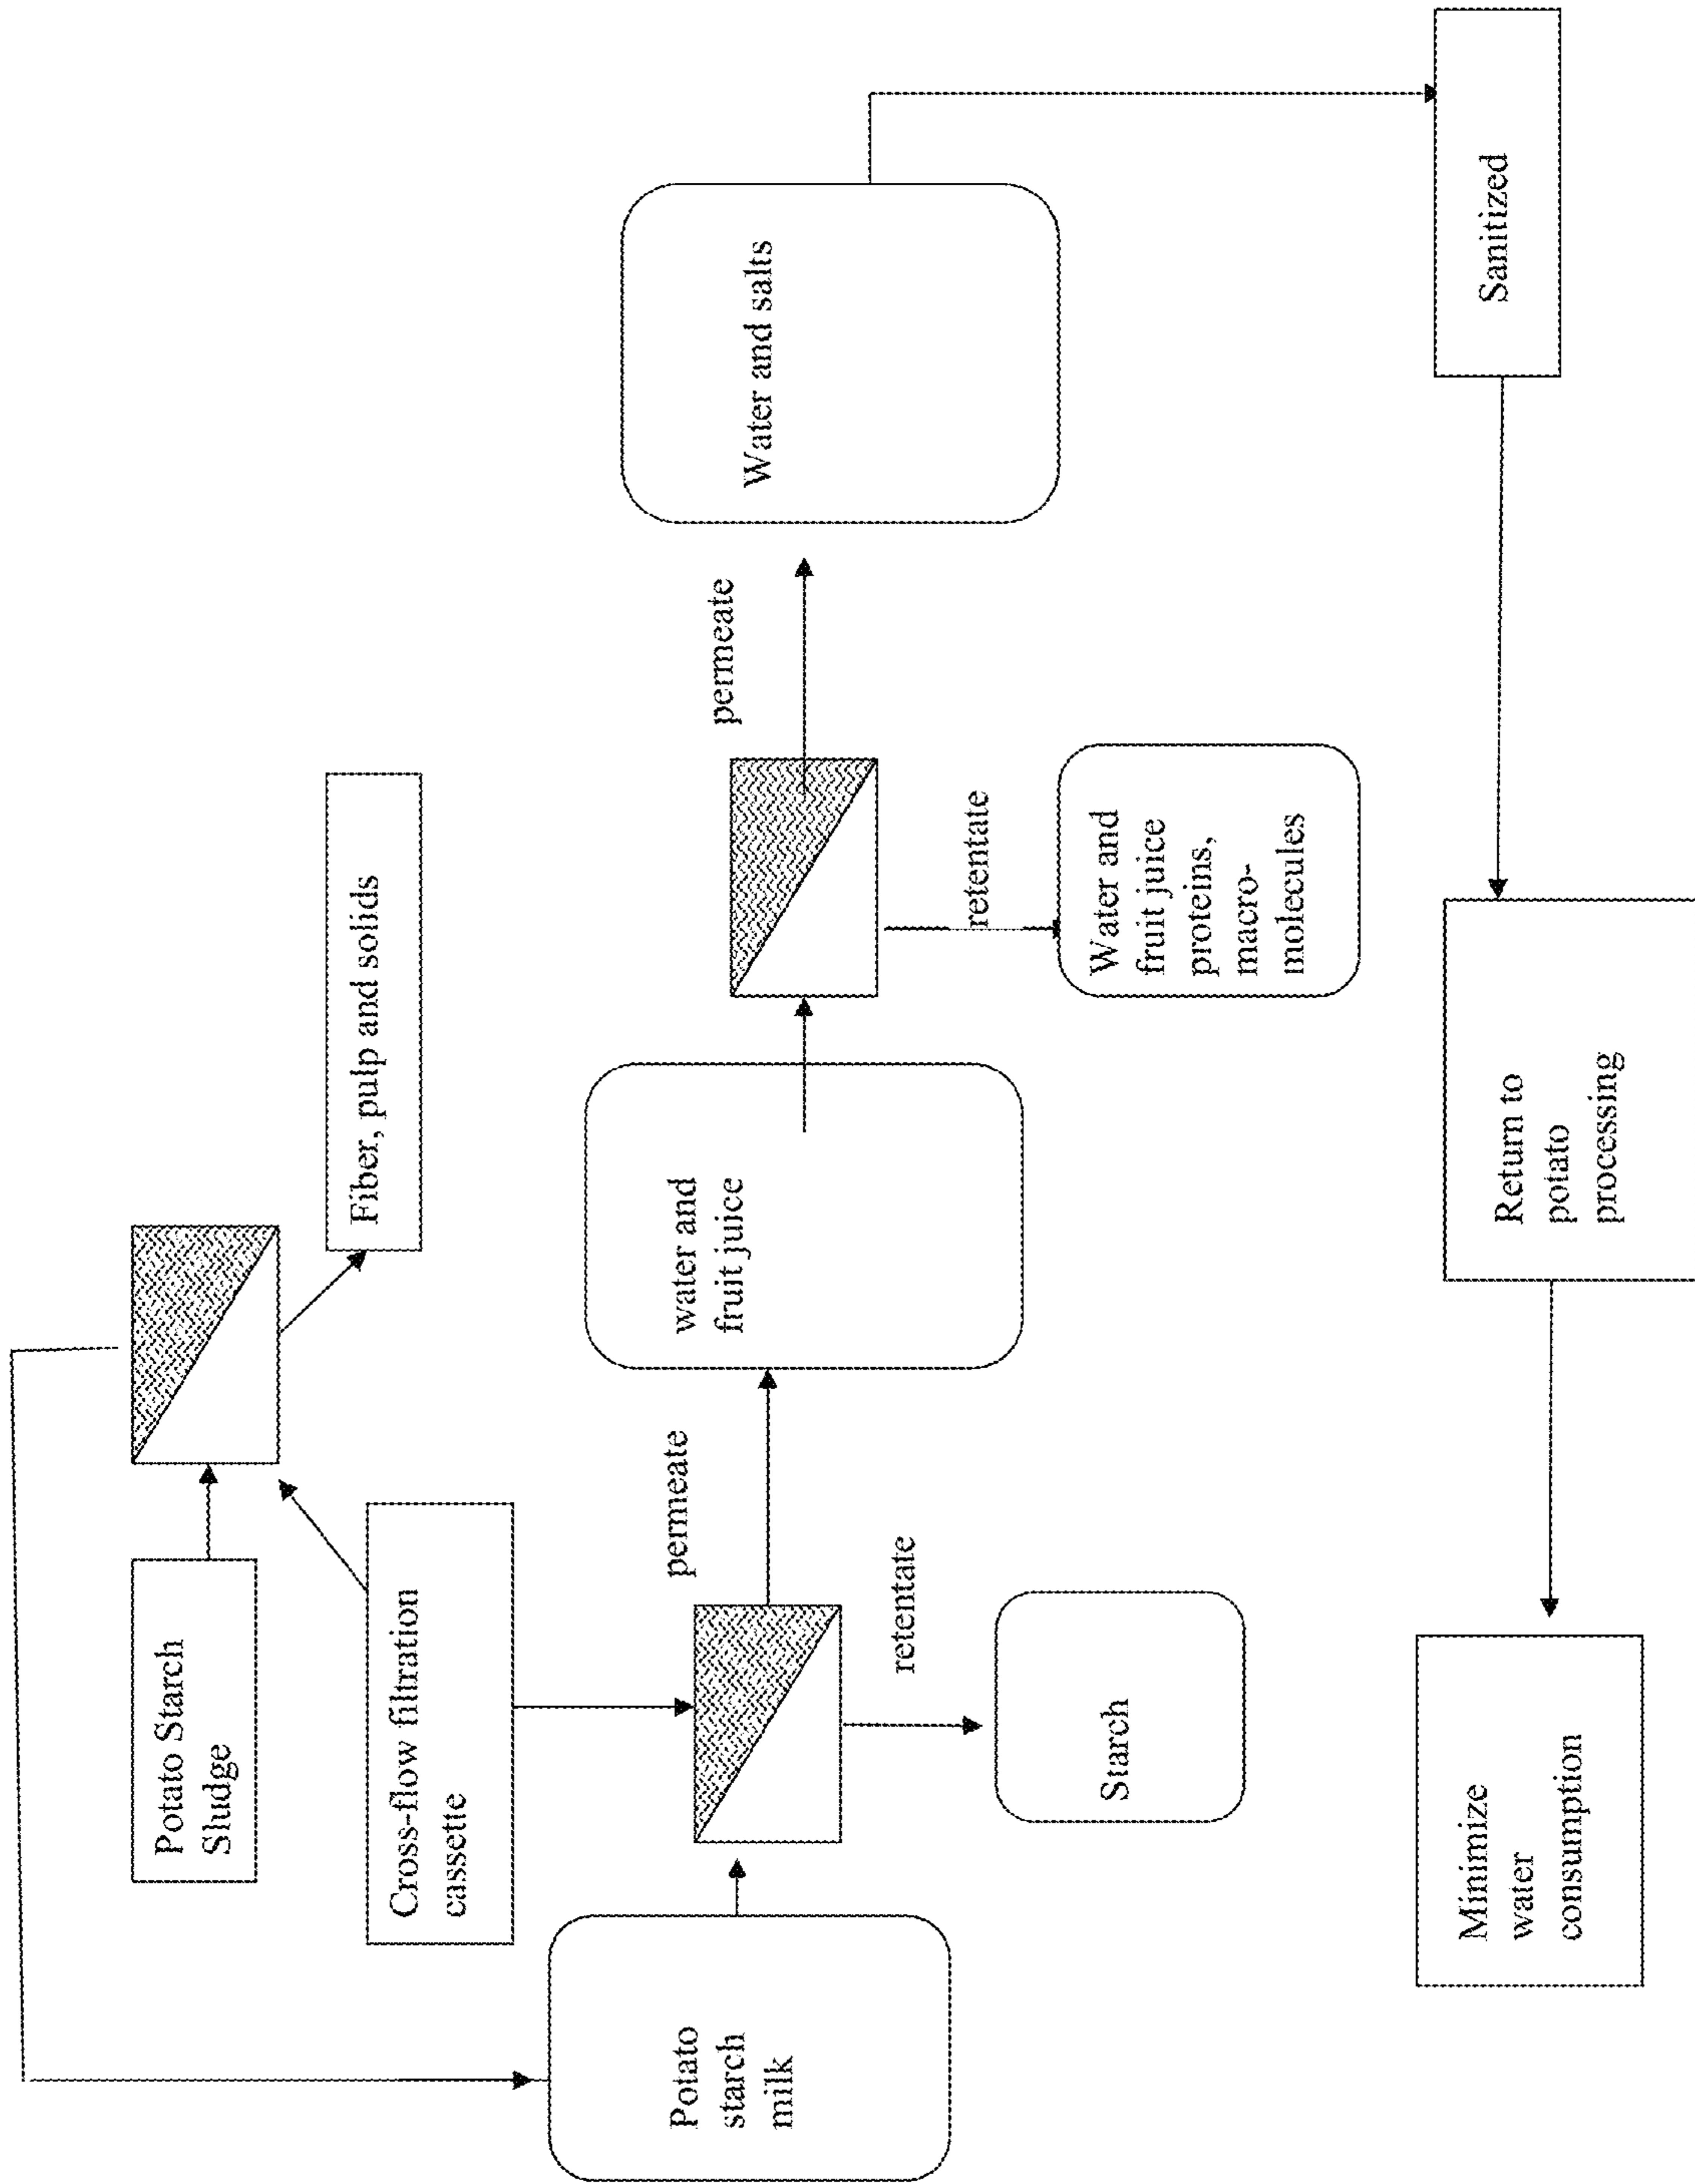 Potato Starch
Sludge
Fiber, pulp and solids
Cross-flow filtration
cassette
Potato
starch
milk
permeate
water and
fruit juice
permeate
Water and salts
retentate
Starch
retentate
Water and
fruit juice
proteins,
macro-
molecules
Sanitized
Return to
potato
processing
Minimize
water
consumption